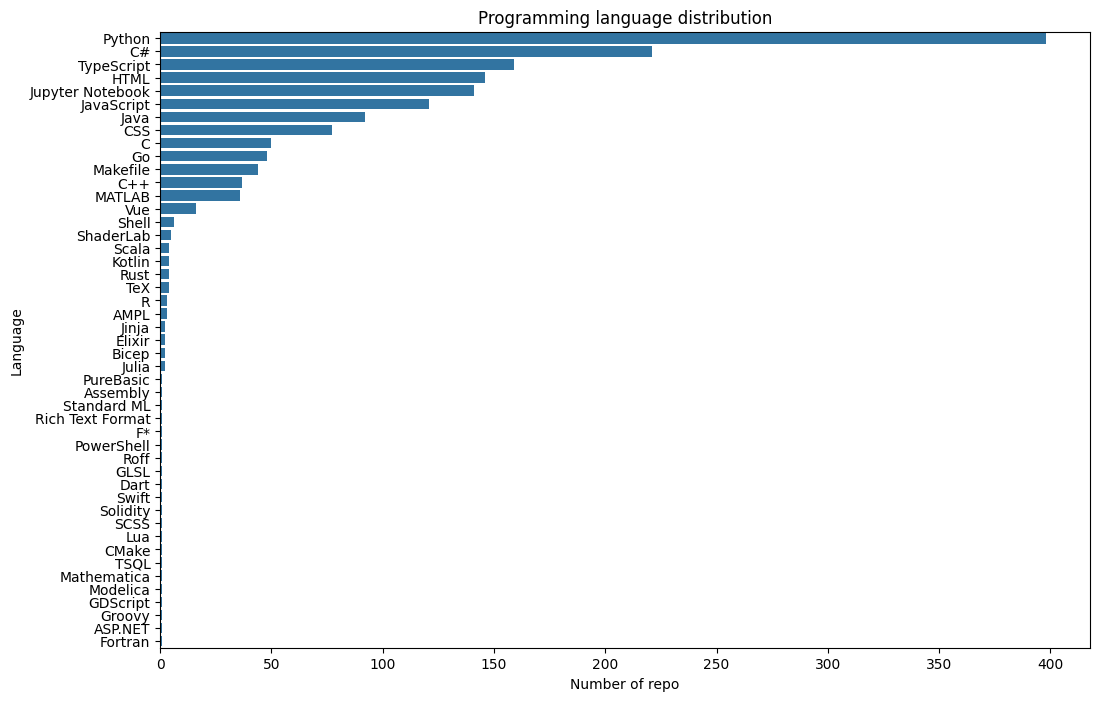 Programming language distribution
Language
Python
C#
TypeScript
HTML
Jupyter Notebook
JavaScript
Java
CSS
C
Go
Makefile
C++
MATLAB
Vue
Shell
ShaderLab
Scala
Kotlin
Rust
TeX
R
AMPL
Jinja
Elixir
Bicep
Julia
PureBasic
Assembly
Standard ML
Rich Text Format
F*
PowerShell
Roff
GLSL
Dart
Swift
Solidity
SCSS
Lua
CMake
TSQL
Mathematica
Modelica
GDScript
Groovy
ASP.NET
Fortran
0 50 100 150 200 250 300 350 400
Number of repo